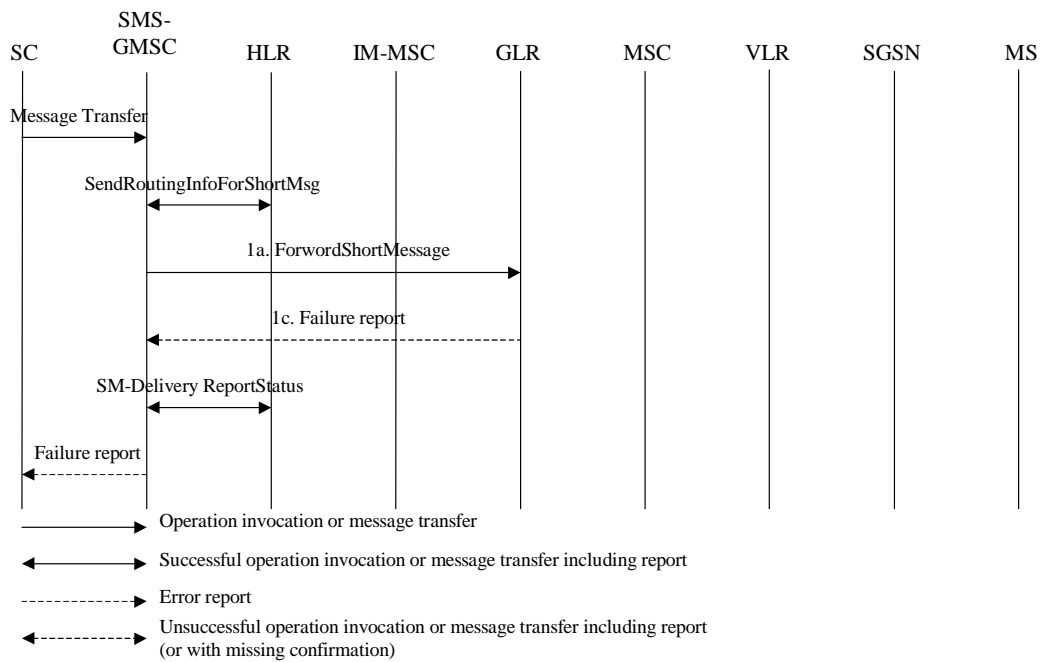 SMS-
GMSC
SC HLR IM-MSC GLR MSC VLR SGSN MS
Message Transfer
SendRoutingInfoForShortMsg
1a. ForwordShortMessage
1c. Failure report
SM-Delivery ReportStatus
Failure report
Operation invocation or message transfer
Successful operation invocation or message transfer including report
Error report
Unsuccessful operation invocation or message transfer including report
(or with missing confirmation)